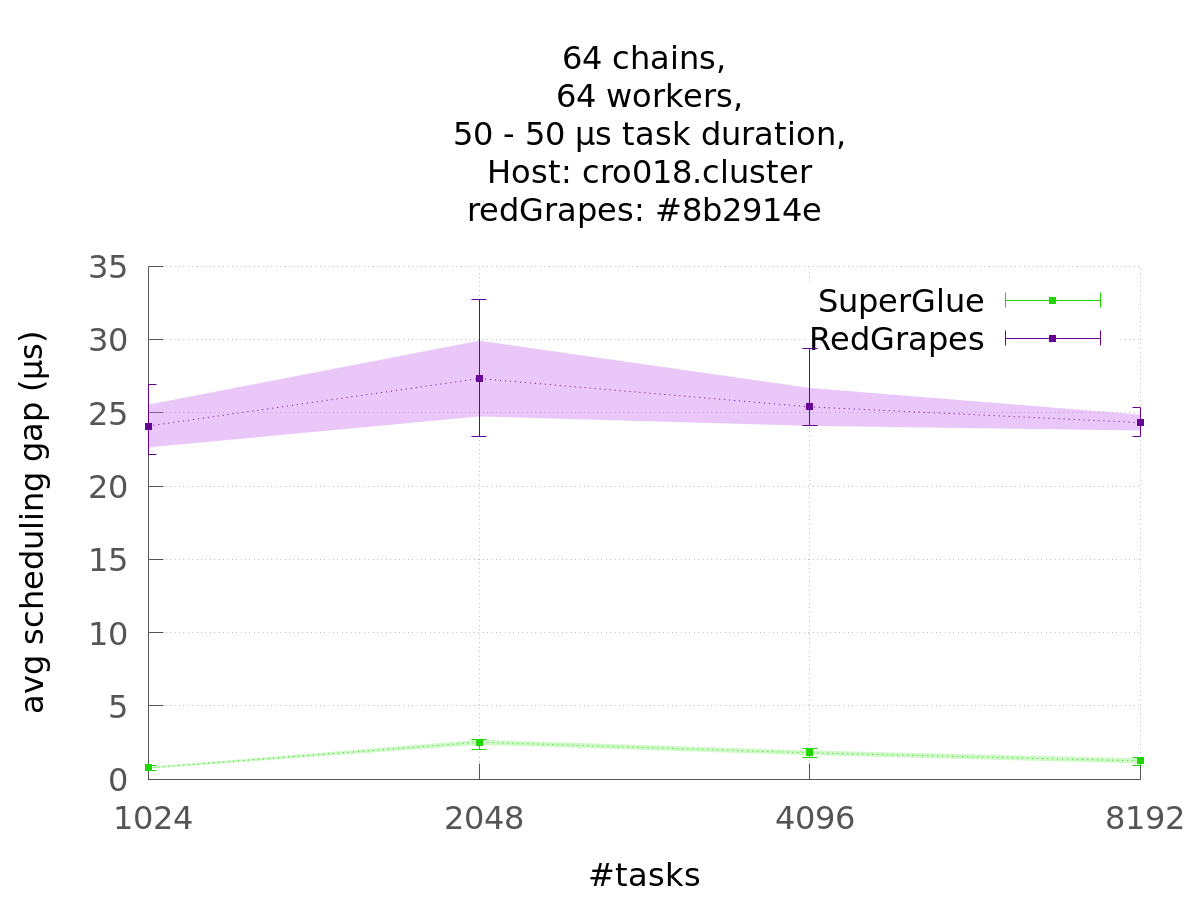 64 chains,
64 workers,
50 - 50 µs task duration,
Host: cro018.cluster
redGrapes: #8b2914e
35
30
25
20
15
10
5
0
avg scheduling gap (µs)
SuperGlue
RedGrapes
1024
2048
4096
8192
#tasks